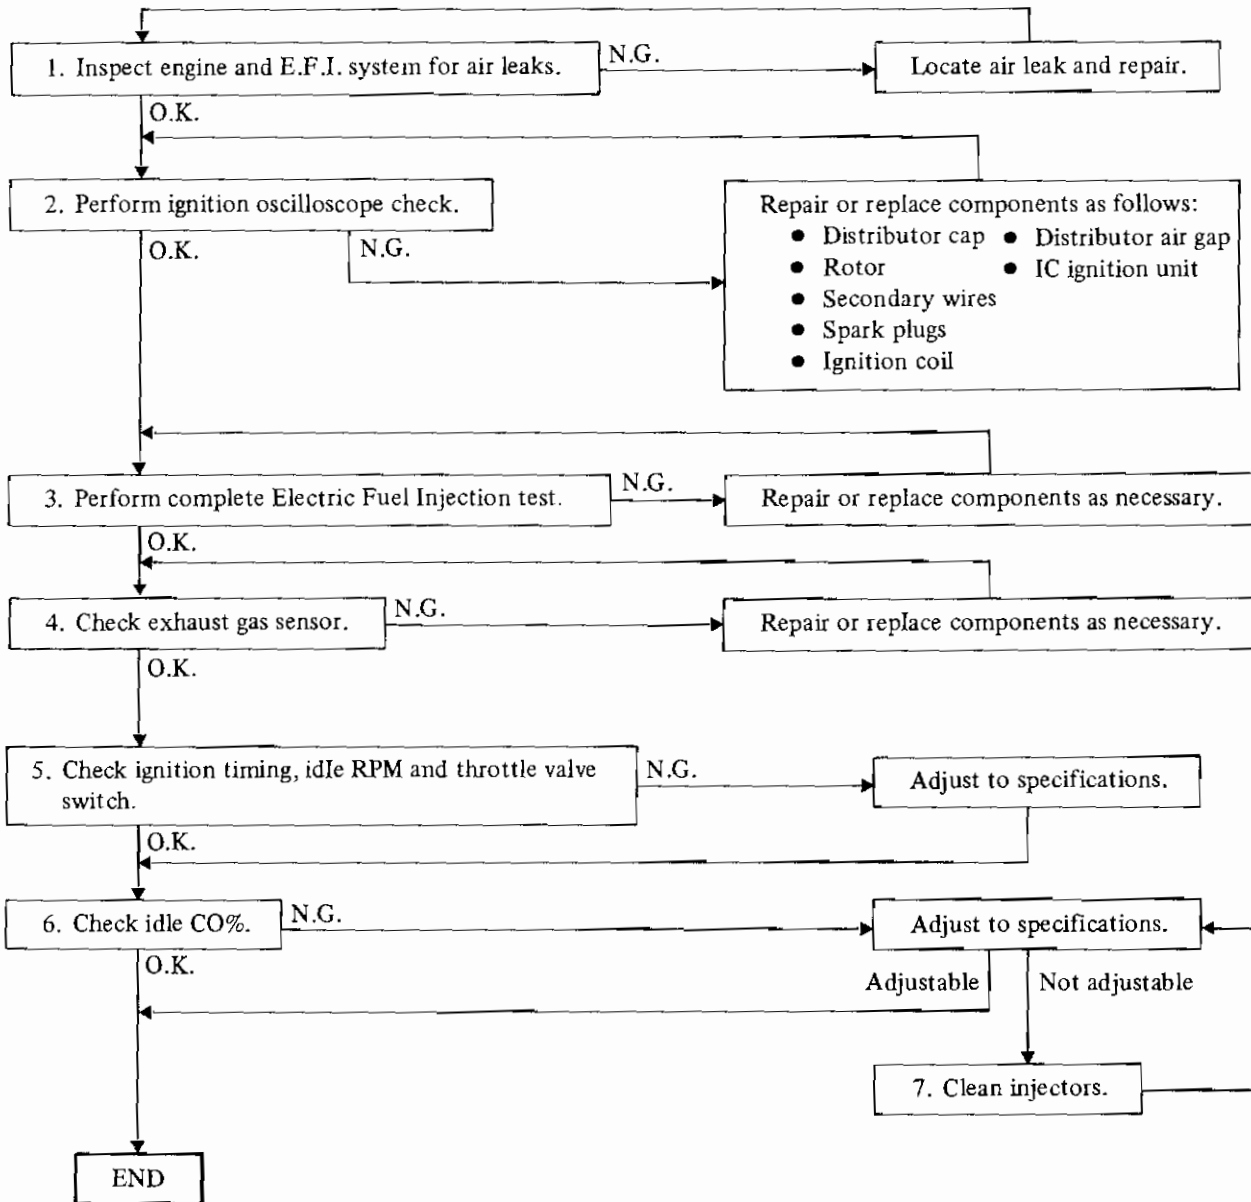 1. Inspect engine and E.F.I. system for air leaks.
N.G.
Locate air leak and repair.
O.K.
2. Perform ignition oscilloscope check.
O.K.
N.G.
Repair or replace components as follows:
● Distributor cap ● Distributor air gap
● Rotor ● IC ignition unit
● Secondary wires
● Spark plugs
● Ignition coil
3. Perform complete Electric Fuel Injection test.
N.G.
Repair or replace components as necessary.
O.K.
4. Check exhaust gas sensor.
N.G.
Repair or replace components as necessary.
O.K.
5. Check ignition timing, idle RPM and throttle valve
switch.
N.G.
Adjust to specifications.
O.K.
6. Check idle CO%.
N.G.
Adjust to specifications.
O.K.
Adjustable
Not adjustable
7. Clean injectors.
END